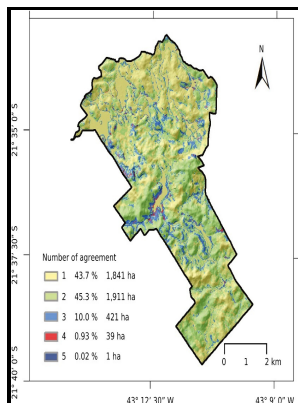 N
21° 35' 0" S
21° 37' 30" S
21° 40' 0" S
Number of agreement
1 43.7 % 1,841 ha
2 45.3 % 1,911 ha
3 10.0 % 421 ha
4 0.93 % 39 ha
5 0.02 % 1 ha
0 1 2 km
43° 12' 30" W
43° 9' 0" W